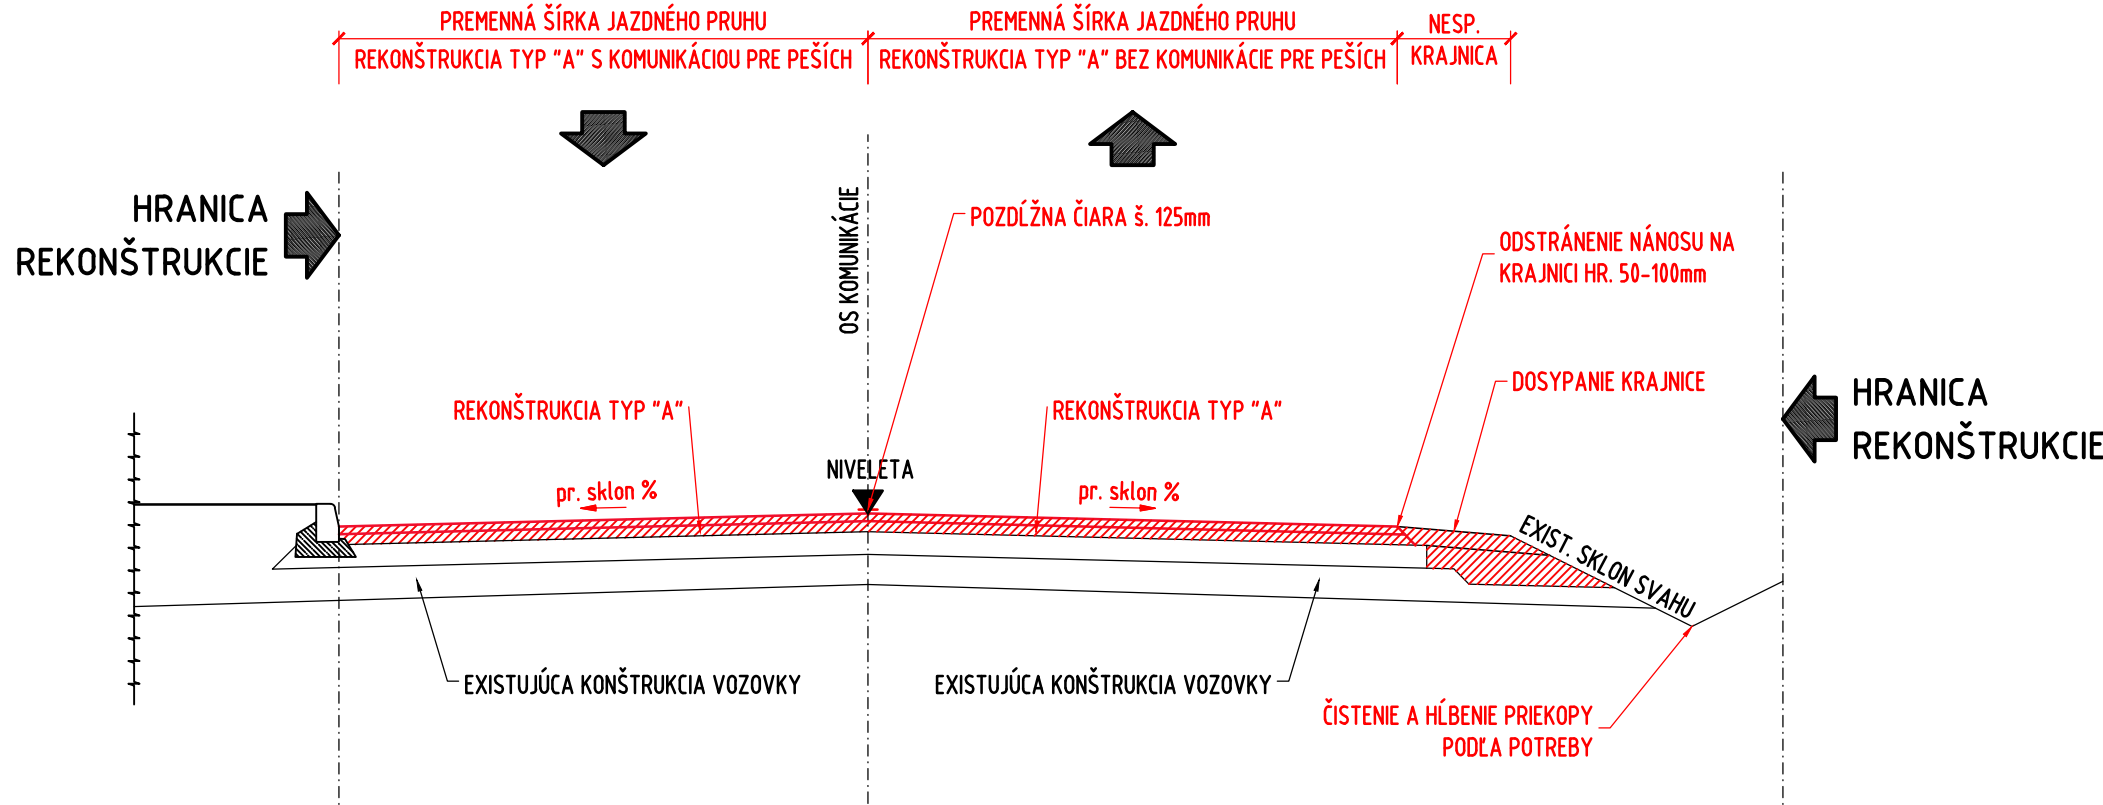 PREMENNÁ ŠÍRKA JAZDNÉHO PRUHU
REKONŠTRUKCIA TYP "A" S KOMUNIKÁCIOU PRE PEŠÍCH
PREMENNÁ ŠÍRKA JAZDNÉHO PRUHU
REKONŠTRUKCIA TYP "A" BEZ KOMUNIKÁCIE PRE PEŠÍCH
NESP.
KRAJNICA
HRANICA
REKONŠTRUKCIE
OS KOMUNIKÁCIE
POZDĹŽNA ČIARA š. 125mm
ODSTRÁNENIE NÁNOSU NA
KRAJNICI HR. 50-100mm
DOSYPANIE KRAJNICE
HRANICA
REKONŠTRUKCIE
REKONŠTRUKCIA TYP "A"
REKONŠTRUKCIA TYP "A"
NIVELETA
pr. sklon %
pr. sklon %
EXIST. SKLON SVAHU
EXISTUJÚCA KONŠTRUKCIA VOZOVKY
EXISTUJÚCA KONŠTRUKCIA VOZOVKY
ČISTENIE A HĹBENIE PRIEKOPY
PODĽA POTREBY